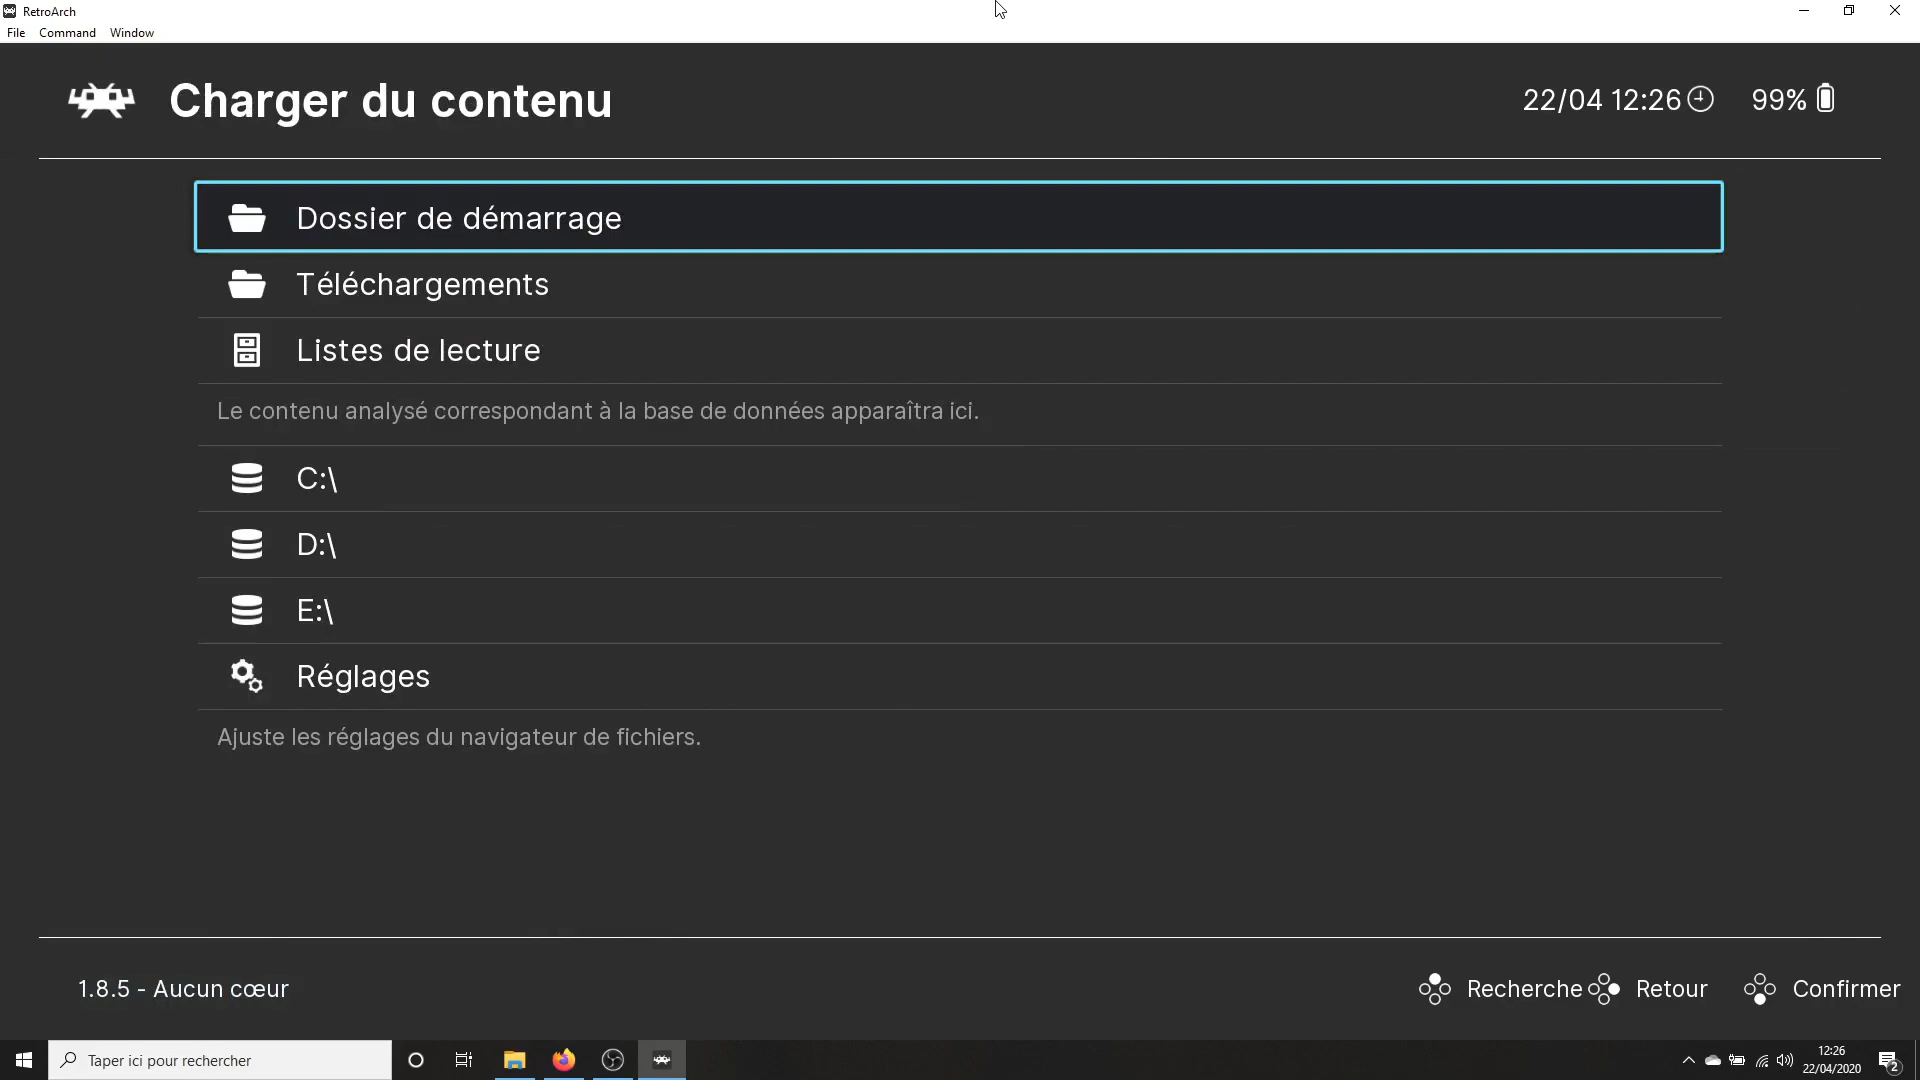 RetroArch
File Command Window
Charger du contenu
22/04 12:26 99%
Dossier de démarrage
Téléchargements
Listes de lecture
Le contenu analysé correspondant à la base de données apparaîtra ici.
C:\
D:\
E:\
Réglages
Ajuste les réglages du navigateur de fichiers.
1.8.5 - Aucun cœur
Recherche Retour Confirmer
Taper ici pour rechercher
12:26
22/04/2020
2